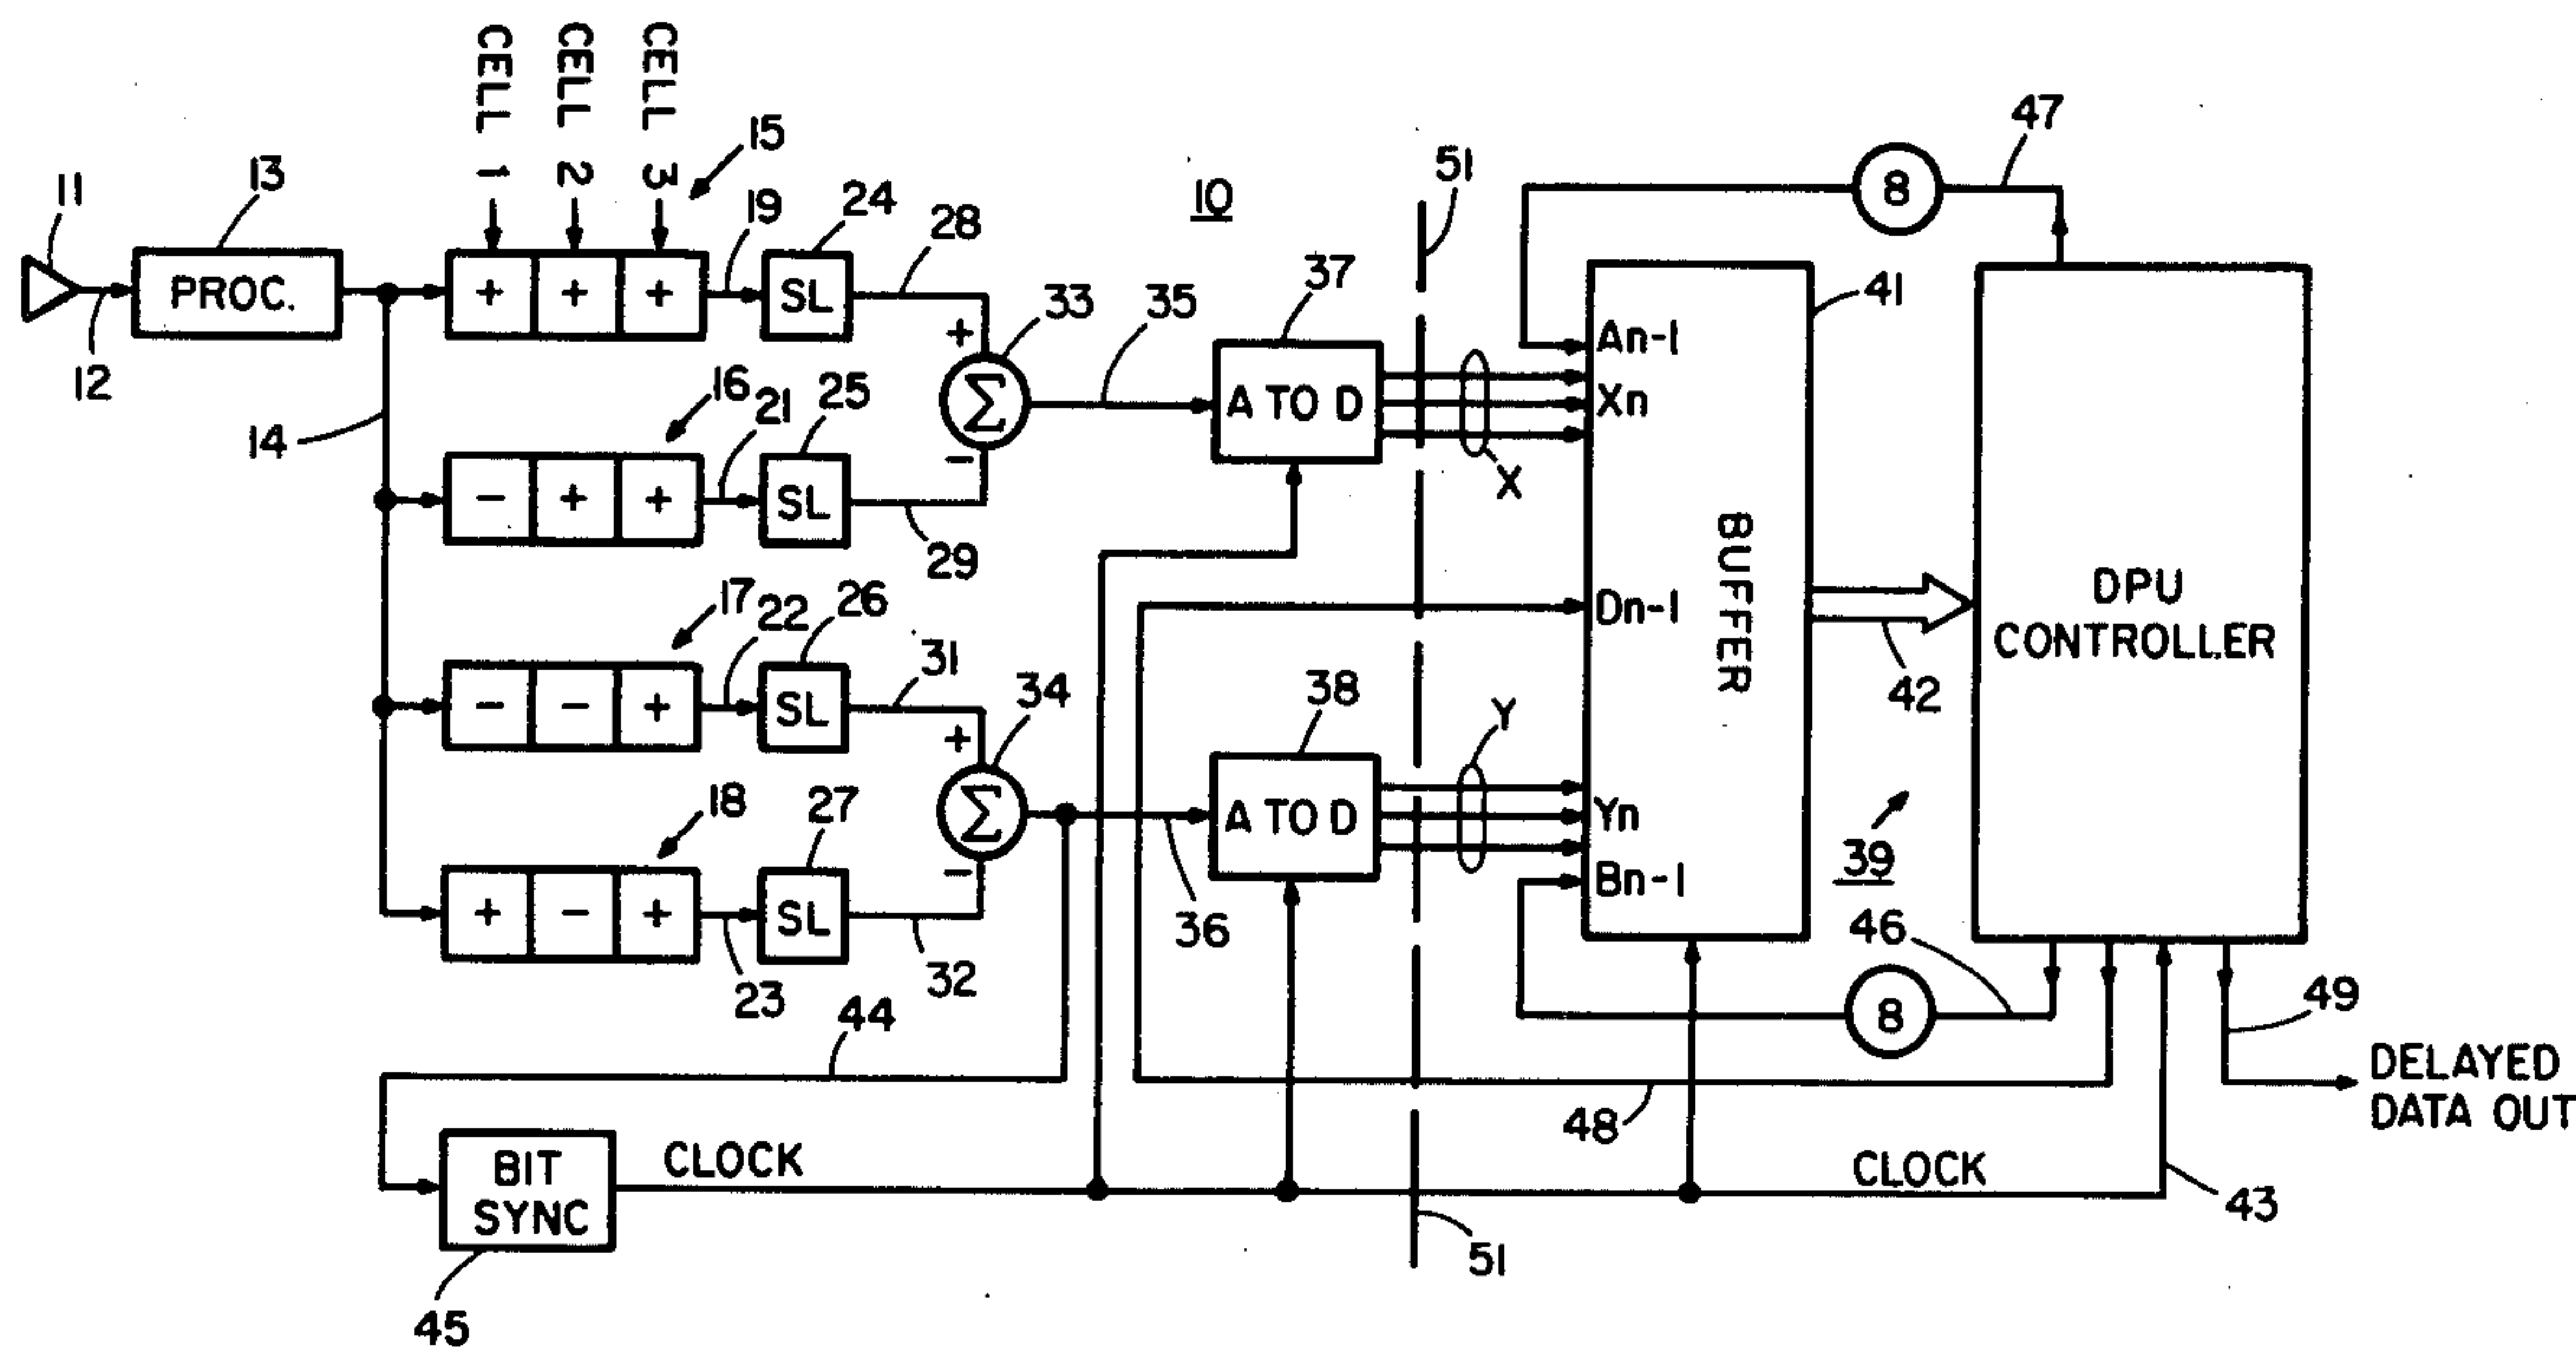 CELL 1
CELL 2
CELL 3
10
11
12
13
PROC.
14
15
+ + +
19
24
SL
28
+
33
Σ
35
37
A TO D
51
X
16
- + +
21
25
SL
29
-
17
- - +
22
26
SL
31
+
34
Σ
36
38
A TO D
Y
18
+ - +
23
27
SL
32
-
44
BIT
SYNC
45
CLOCK
51
47
8
41
An-1
Xn
Dn-1
Yn
Bn-1
BUFFER
42
DPU
CONTROLLER
39
46
8
48
49
DELAYED
DATA OUT
CLOCK
43